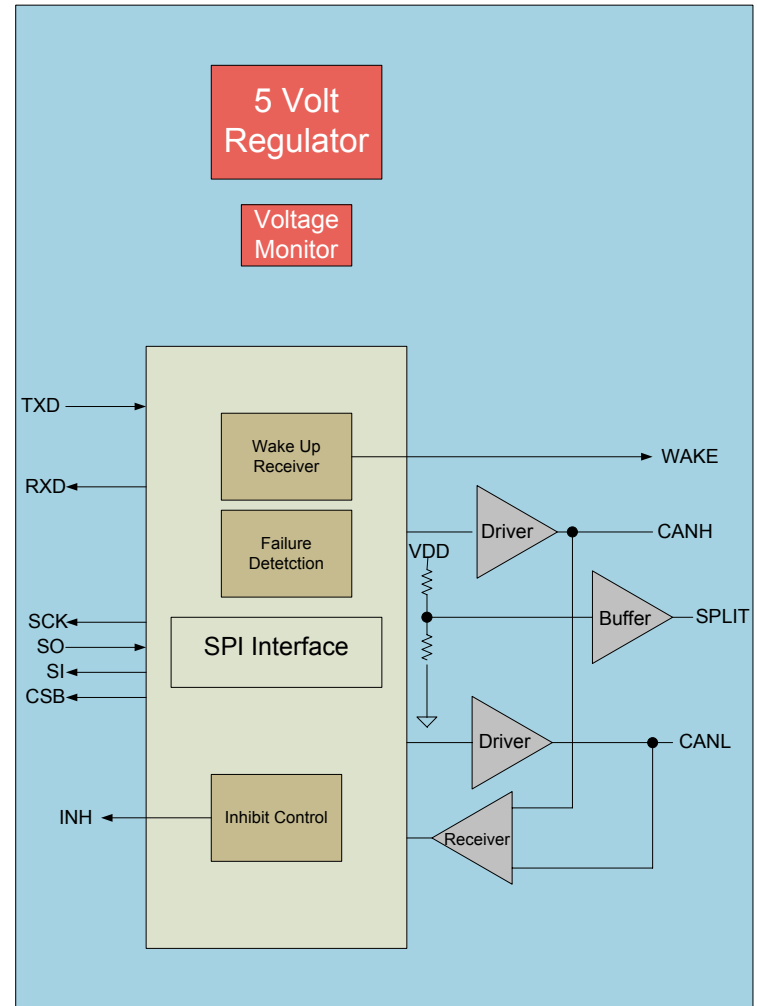 5 Volt
Regulator
Voltage
Monitor
TXD
Wake Up
Receiver
WAKE
RXD
Failure
Detetction
Driver
CANH
VDD
SCK
SO
SI
CSB
SPI Interface
Buffer
SPLIT
Driver
CANL
INH
Inhibit Control
Receiver